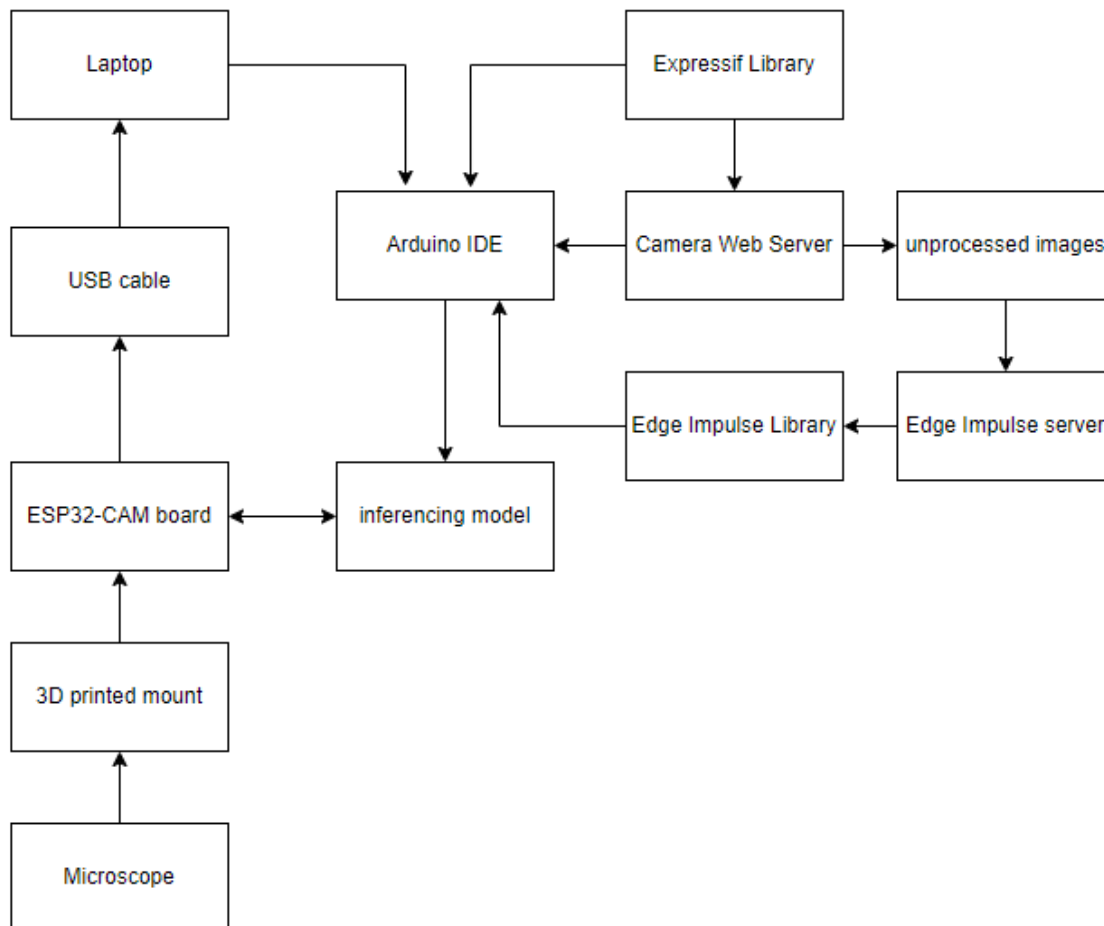 Laptop
Expressif Library
Arduino IDE
Camera Web Server
unprocessed images
USB cable
Edge Impulse Library
Edge Impulse server
ESP32-CAM board
inferencing model
3D printed mount
Microscope